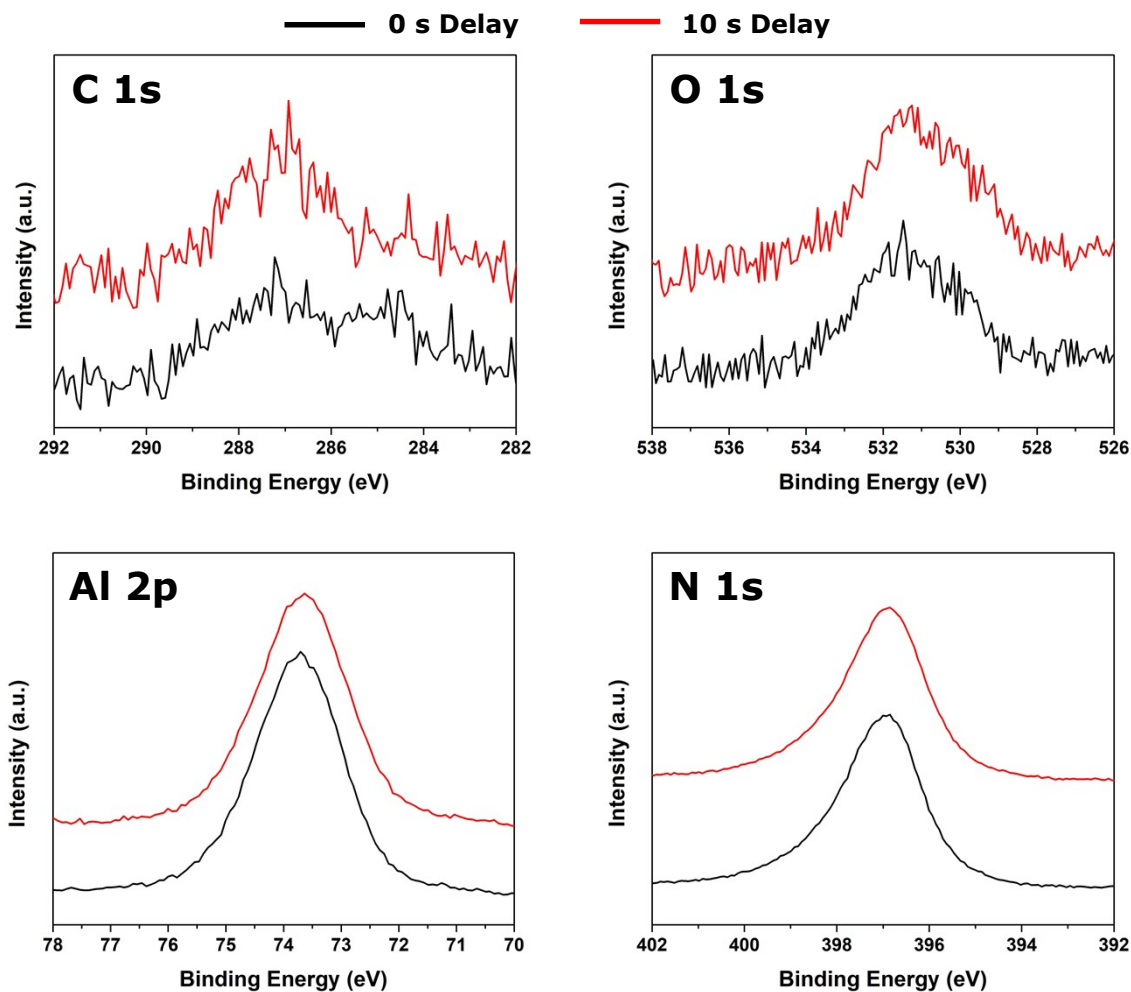 0 s Delay 10 s Delay
C 1s
Intensity (a.u.)
292 290 288 286 284 282
Binding Energy (eV)
O 1s
Intensity (a.u.)
538 536 534 532 530 528 526
Binding Energy (eV)
Al 2p
Intensity (a.u.)
78 77 76 75 74 73 72 71 70
Binding Energy (eV)
N 1s
Intensity (a.u.)
402 400 398 396 394 392
Binding Energy (eV)